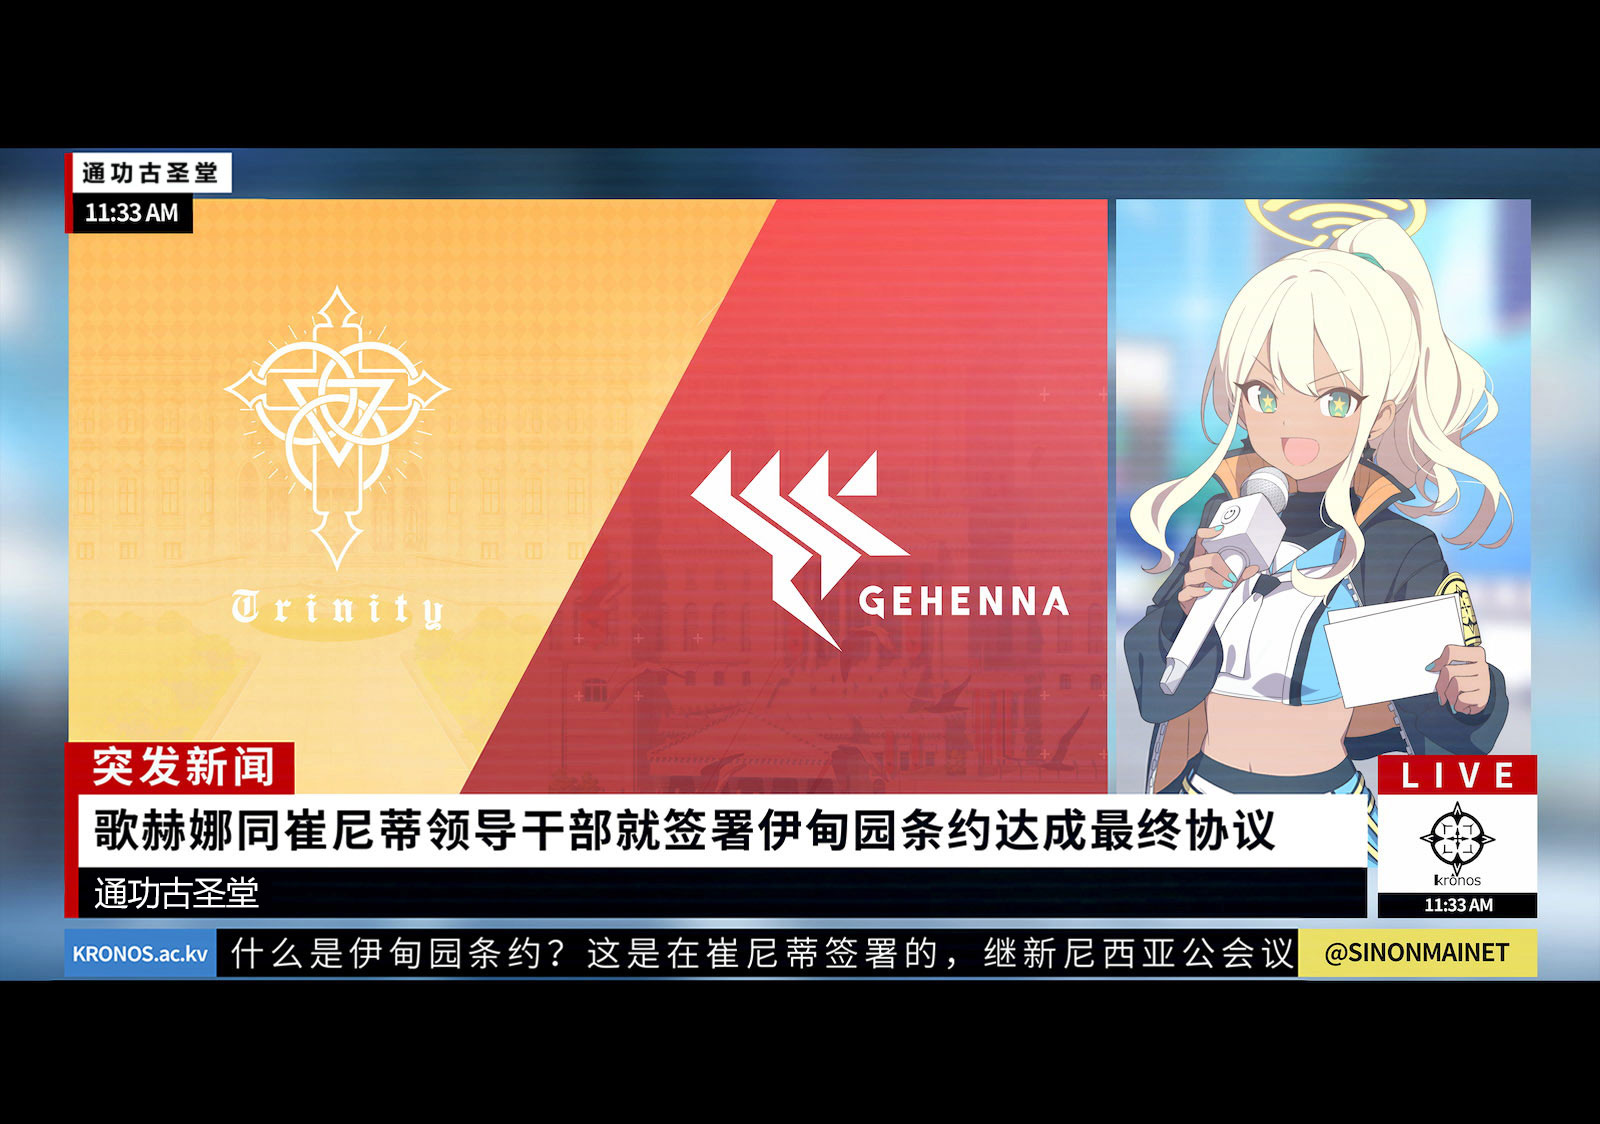 通功古圣堂
11:33 AM
Trinity
GEHENNA
突发新闻
歌赫娜同崔尼蒂领导干部就签署伊甸园条约达成最终协议
通功古圣堂
LIVE
kronos
11:33 AM
KRONOS.ac.kv
什么是伊甸园条约？这是在崔尼蒂签署的，继新尼西亚公会议
@SINONMAINET